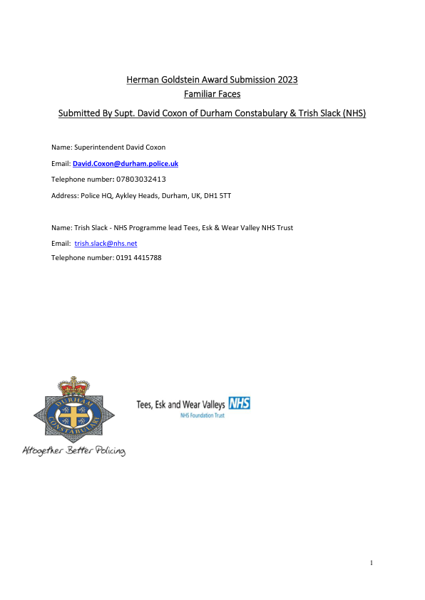 Herman Goldstein Award Submission 2023
Familiar Faces
Submitted By Supt. David Coxon of Durham Constabulary & Trish Slack (NHS)
Name: Superintendent David Coxon
Email: David.Coxon@durham.police.uk
Telephone number: 07803032413
Address: Police HQ, Aykley Heads, Durham, UK, DH1 5TT
Name: Trish Slack - NHS Programme lead Tees, Esk & Wear Valley NHS Trust
Email: trish.slack@nhs.net
Telephone number: 0191 4415788
DURHAM
CONSTABULARY
Altogether Better Policing
Tees, Esk and Wear Valleys NHS
NHS Foundation Trust
1